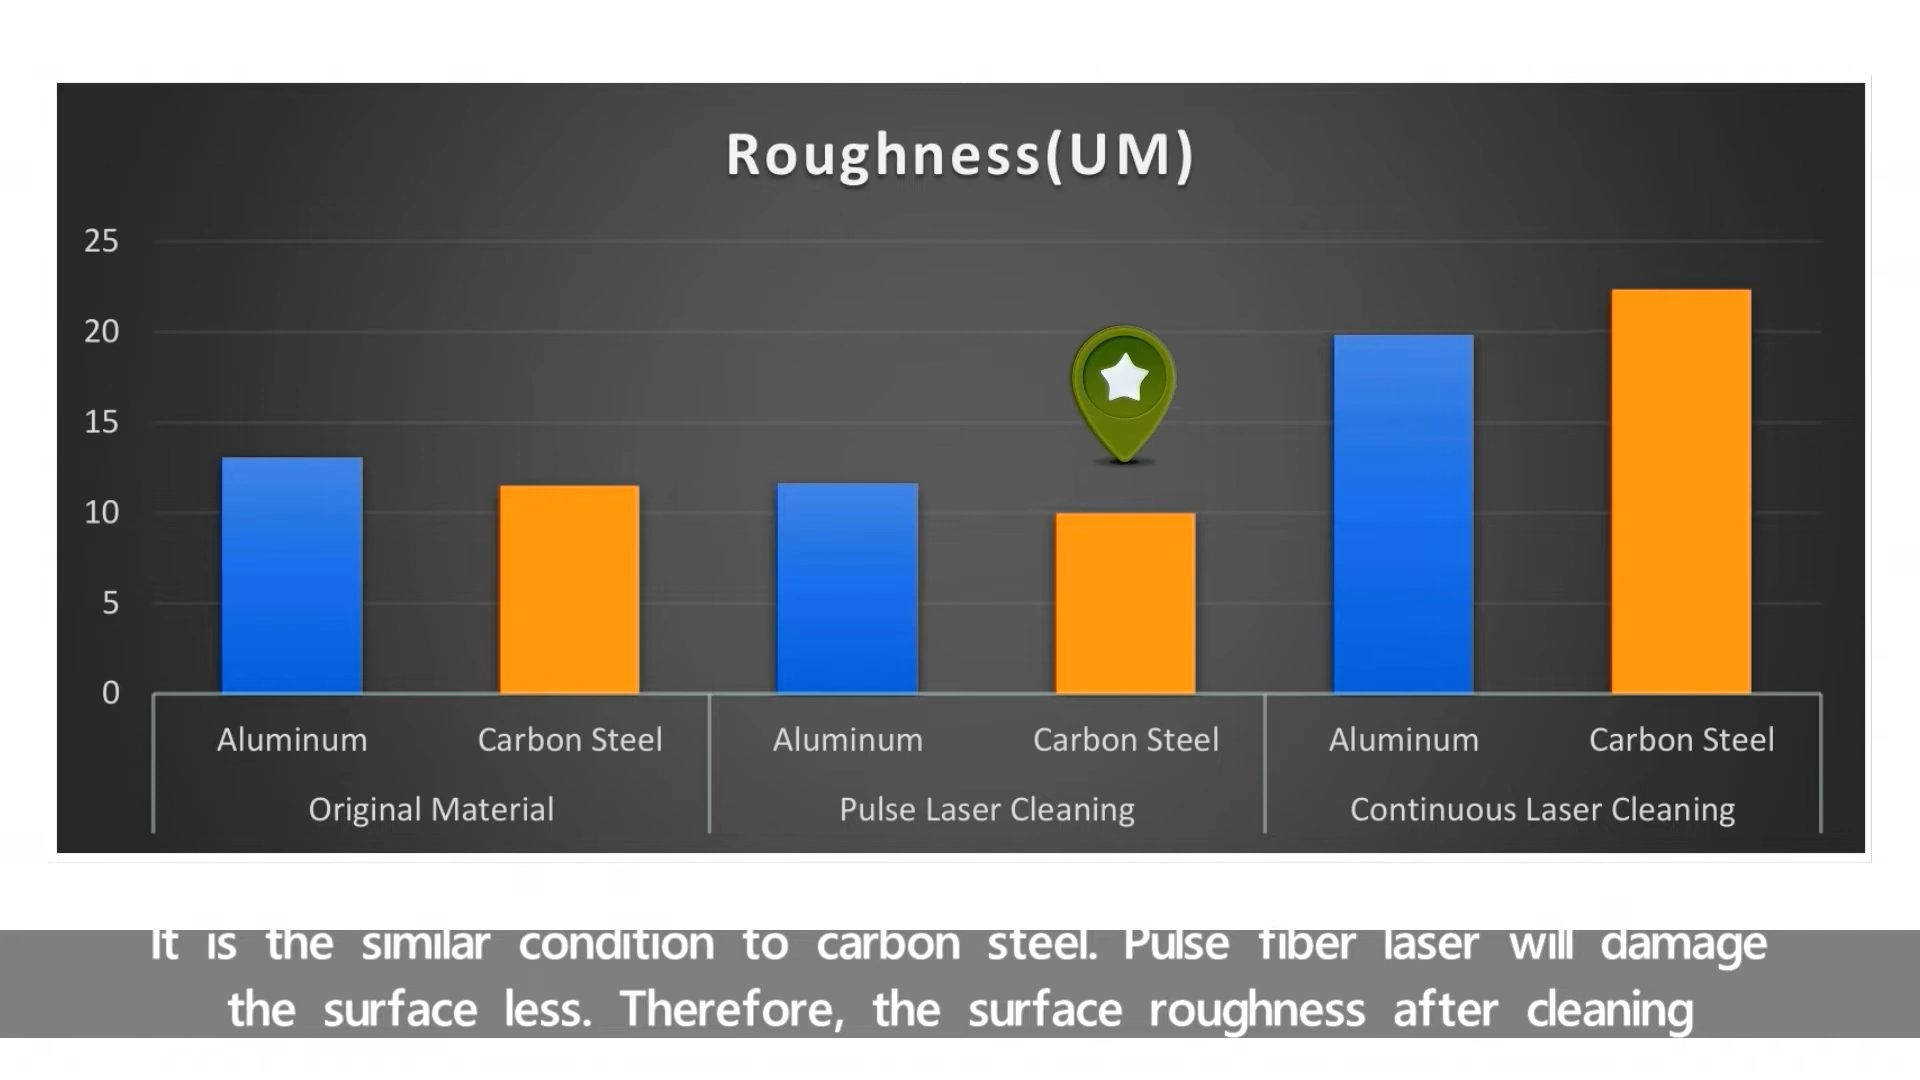 Roughness(UM)
25
20
15
10
5
0
Aluminum Carbon Steel Aluminum Carbon Steel Aluminum Carbon Steel
Original Material Pulse Laser Cleaning Continuous Laser Cleaning
It is the similar condition to carbon steel. Pulse fiber laser will damage
the surface less. Therefore, the surface roughness after cleaning